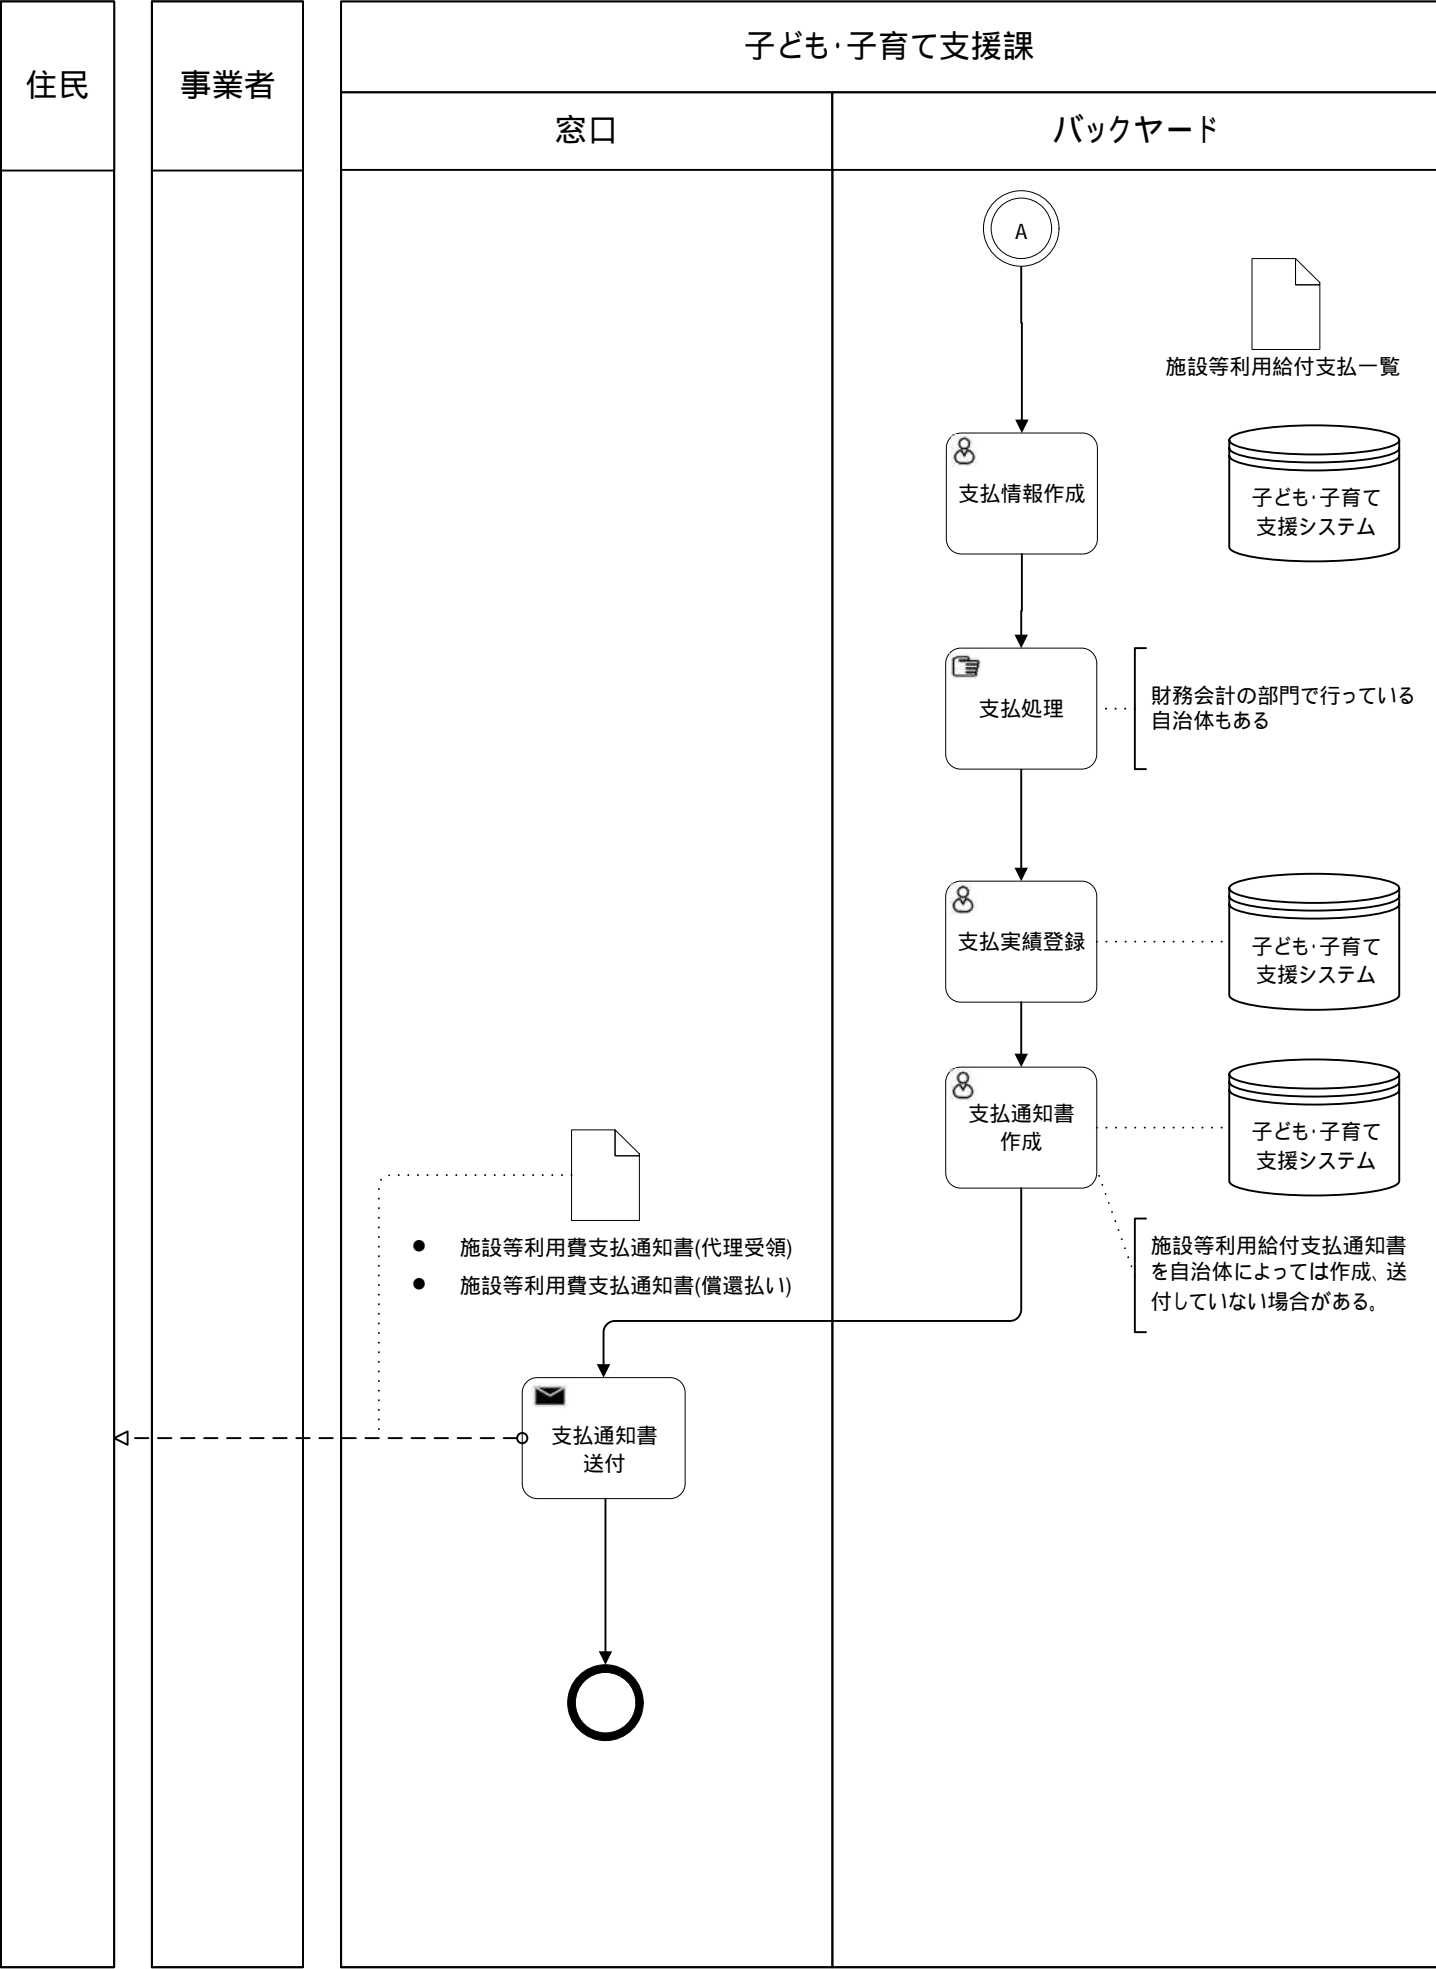 住民
事業者
子ども・子育て支援課
窓口
バックヤード
A
施設等利用給付支払一覧
支払情報作成
子ども・子育て
支援システム
支払処理
財務会計の部門で行っている
自治体もある
支払実績登録
子ども・子育て
支援システム
支払通知書
作成
子ども・子育て
支援システム
施設等利用給付支払通知書
を自治体によっては作成、送
付していない場合がある。
● 施設等利用費支払通知書(代理受領)
● 施設等利用費支払通知書(償還払い)
支払通知書
送付